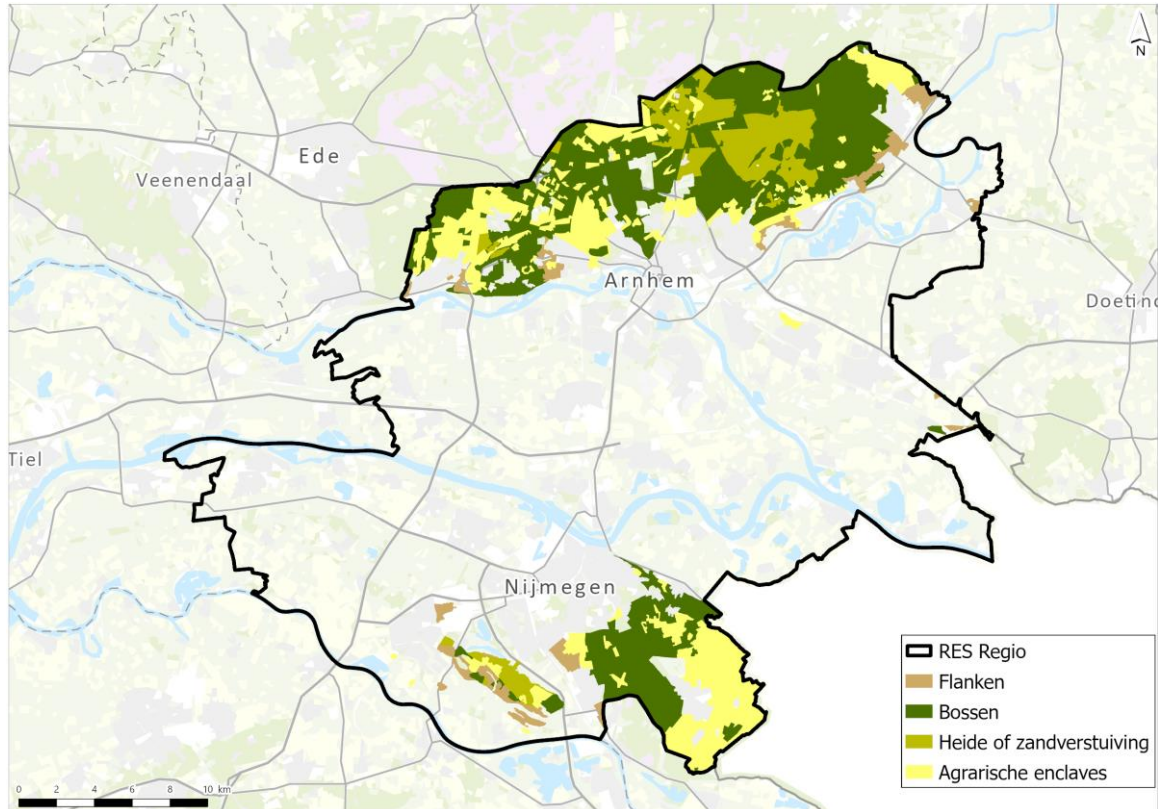 N
Ede
Veenendaal
Arnhem
Doetinc
Tiel
Nijmegen
RES Regio
Flanken
Bossen
Heide of zandverstuiving
Agrarische enclaves
0 2 4 6 8 10 km